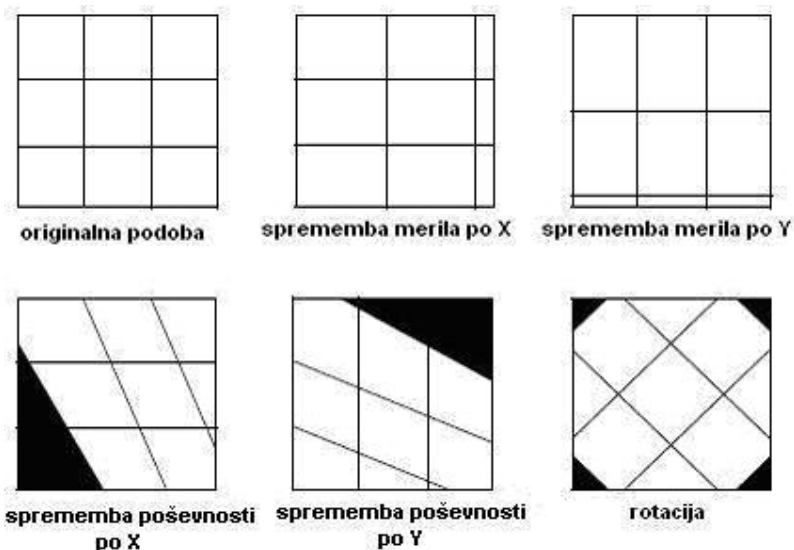 originalna podoba
sprememba merila po X
sprememba merila po Y
sprememba poševnosti
po X
sprememba poševnosti
po Y
rotacija